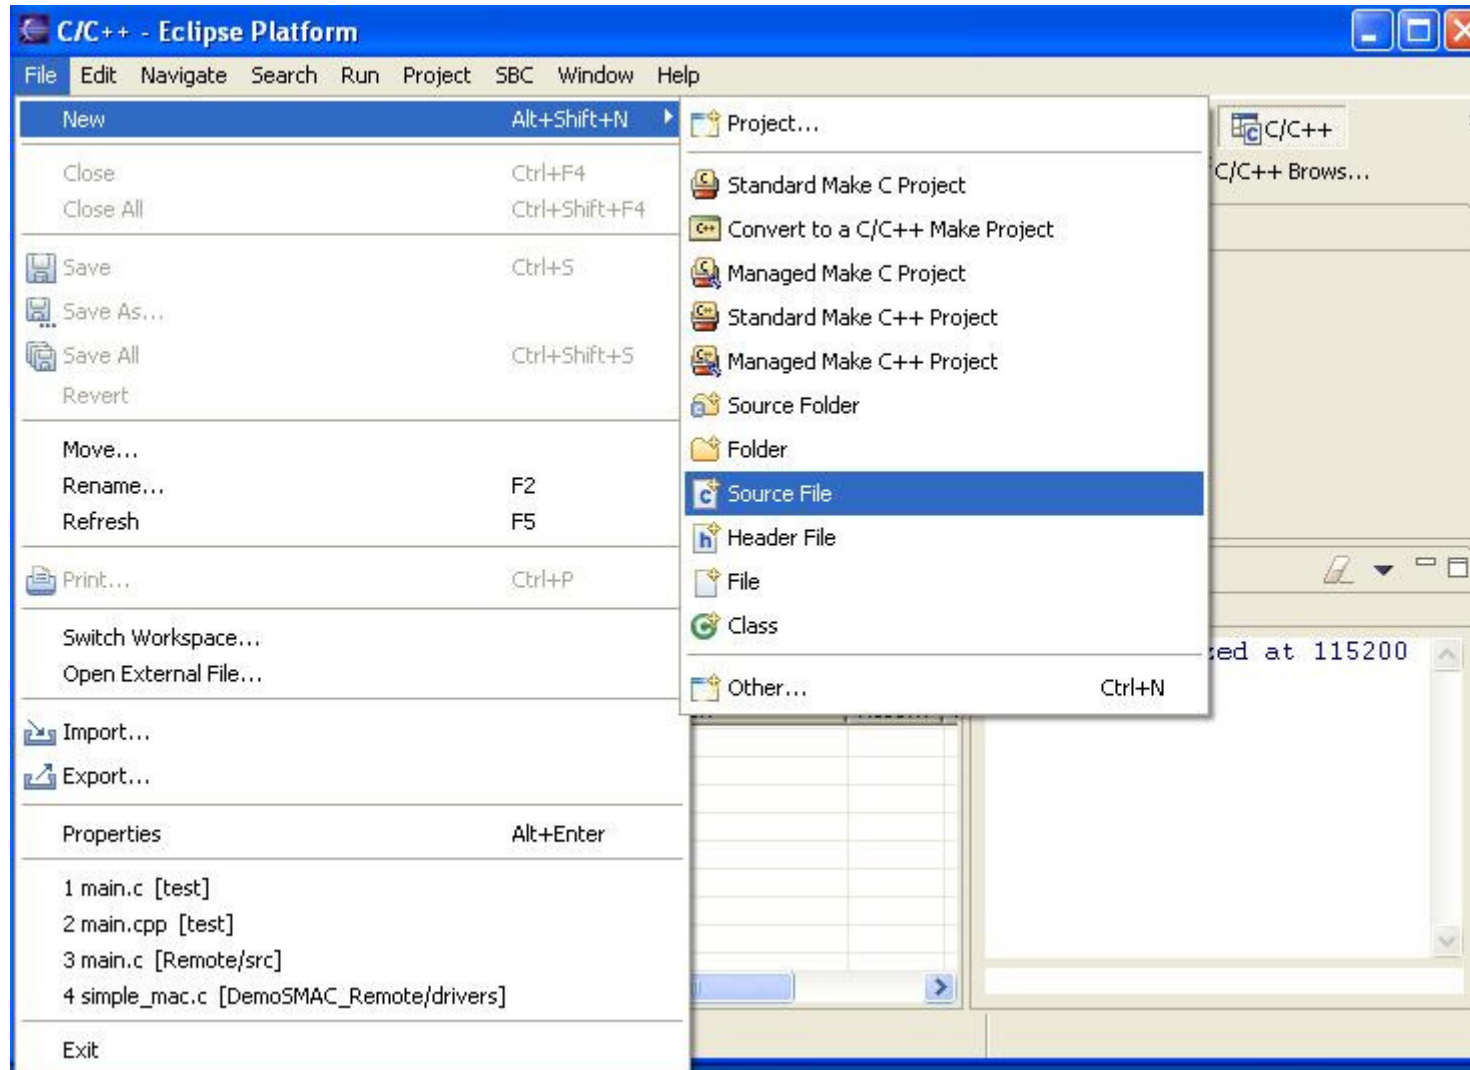 C/C++ - Eclipse Platform
File Edit Navigate Search Run Project SBC Window Help
New Alt+Shift+N
Close Ctrl+F4
Close All Ctrl+Shift+F4
Save Ctrl+S
Save As...
Save All Ctrl+Shift+S
Revert
Move...
Rename... F2
Refresh F5
Print... Ctrl+P
Switch Workspace...
Open External File...
Import...
Export...
Properties Alt+Enter
1 main.c [test]
2 main.cpp [test]
3 main.c [Remote/src]
4 simple_mac.c [DemoSMAC_Remote/drivers]
Exit
Project...
Standard Make C Project
Convert to a C/C++ Make Project
Managed Make C Project
Standard Make C++ Project
Managed Make C++ Project
Source Folder
Folder
Source File
Header File
File
Class
Other... Ctrl+N
C/C++
C/C++ Brows...
zed at 115200